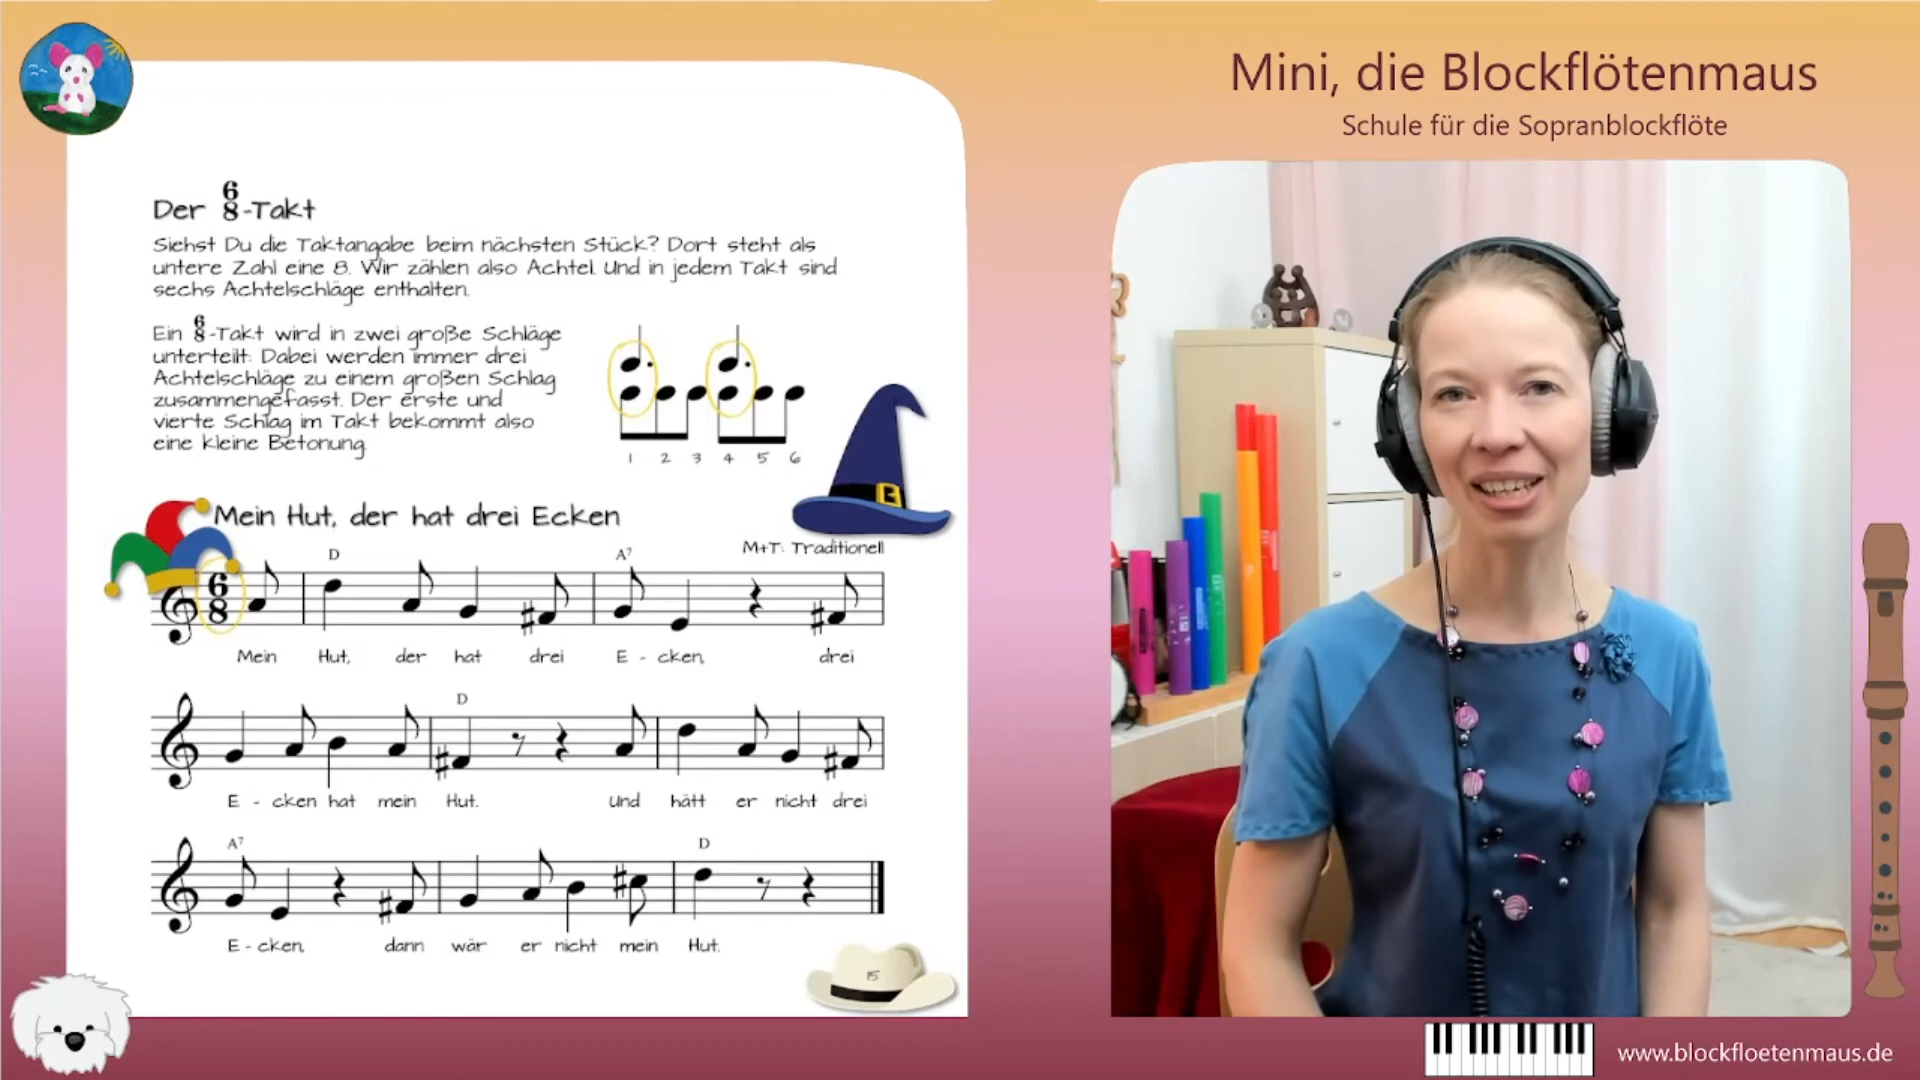 Mini, die Blockflötenmaus
Schule für die Sopranblockflöte
Der 6/8-Takt
Siehst Du die Taktangabe beim nächsten Stück? Dort steht als
untere Zahl eine 8. Wir zählen also Achtel. Und in jedem Takt sind
sechs Achtelschläge enthalten.
Ein 6/8-Takt wird in zwei große Schläge
unterteilt: Dabei werden immer drei
Achtelschläge zu einem großen Schlag
zusammengefasst. Der erste und
vierte Schlag im Takt bekommt also
eine kleine Betonung.
1 2 3 4 5 6
Mein Hut, der hat drei Ecken
M+T: Traditionell
D A7
6/8
Mein Hut, der hat drei E - cken, drei
D
E - cken hat mein Hut. Und hätt er nicht drei
A7 D
E - cken, dann wär er nicht mein Hut.
15
www.blockfloetenmaus.de